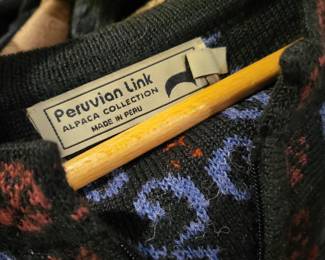 Peruvian Link
ALPACA COLLECTION
MADE IN PERU